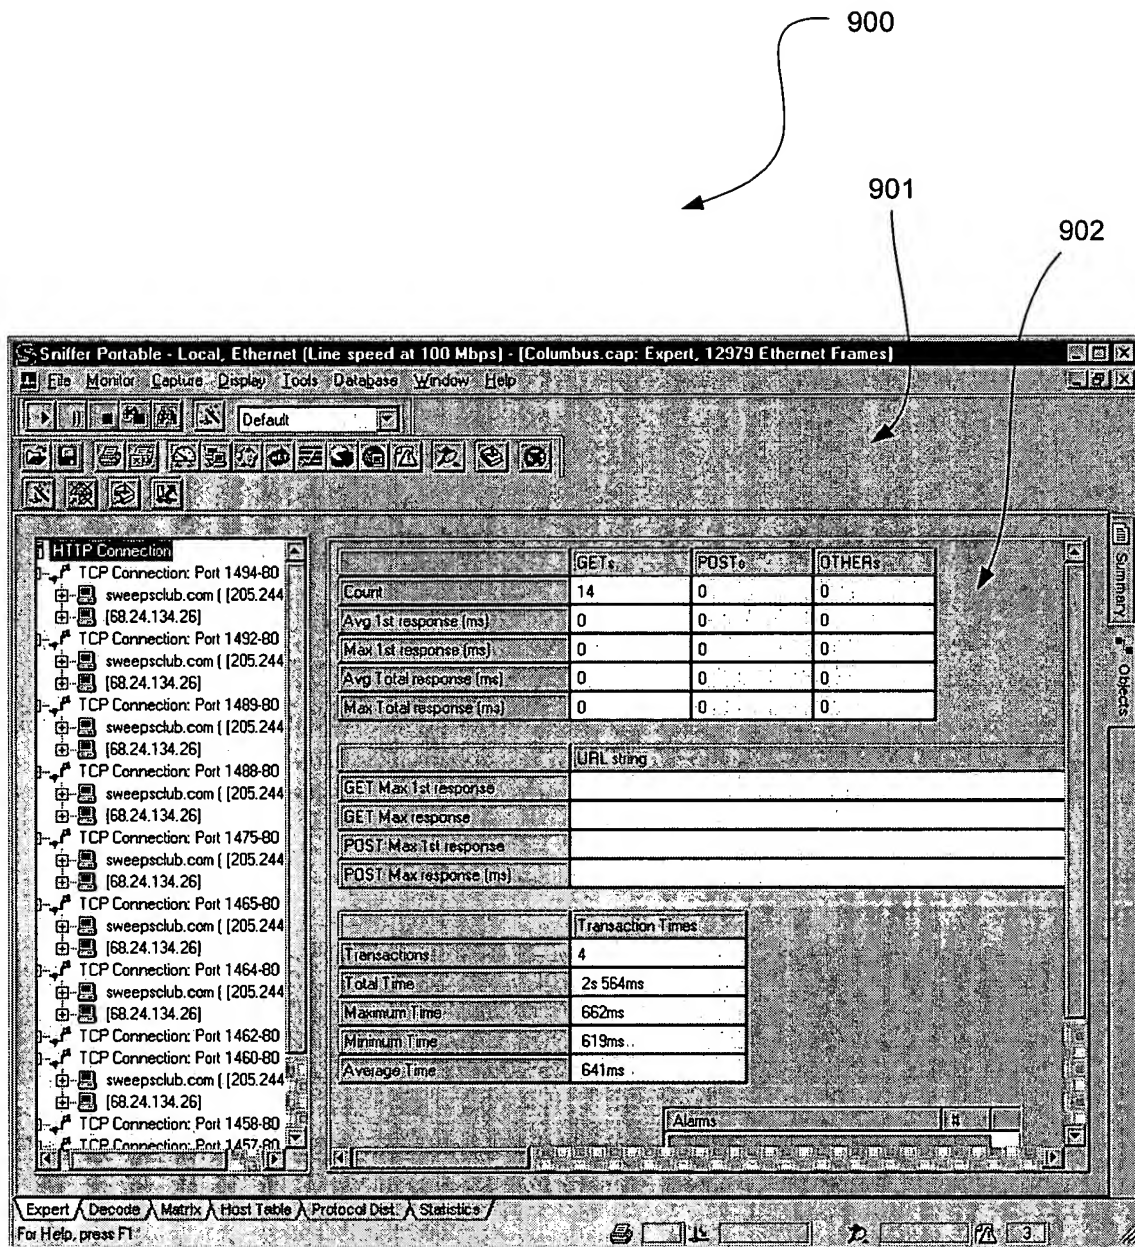 900
901
902
Sniffer Portable - Local, Ethernet (Line speed at 100 Mbps) - [Columbus.cap: Expert, 12979 Ethernet Frames]
File Monitor Capture Display Tools Database Window Help
Default
HTTP Connection
TCP Connection: Port 1494-80
sweepsclub.com ( [205.244
[68.24.134.26]
TCP Connection: Port 1492-80
sweepsclub.com ( [205.244
[68.24.134.26]
TCP Connection: Port 1489-80
sweepsclub.com ( [205.244
[68.24.134.26]
TCP Connection: Port 1488-80
sweepsclub.com ( [205.244
[68.24.134.26]
TCP Connection: Port 1475-80
sweepsclub.com ( [205.244
[68.24.134.26]
TCP Connection: Port 1465-80
sweepsclub.com ( [205.244
[68.24.134.26]
TCP Connection: Port 1464-80
sweepsclub.com ( [205.244
[68.24.134.26]
TCP Connection: Port 1462-80
TCP Connection: Port 1460-80
sweepsclub.com ( [205.244
[68.24.134.26]
TCP Connection: Port 1458-80
TCP Connection: Port 1457-80
GETs POSTs OTHERs
Count 14 0 0
Avg 1st response (ms) 0 0 0
Max 1st response (ms) 0 0 0
Avg Total response (ms) 0 0 0
Max Total response (ms) 0 0 0
URL string
GET Max 1st response
GET Max response
POST Max 1st response
POST Max response (ms)
Transaction Times
Transactions 4
Total Time 2s 564ms
Maximum Time 662ms
Minimum Time 619ms
Average Time 641ms
Alarms #
Summary
Objects
Expert Decode Matrix Host Table Protocol Dist. Statistics
For Help, press F1
3